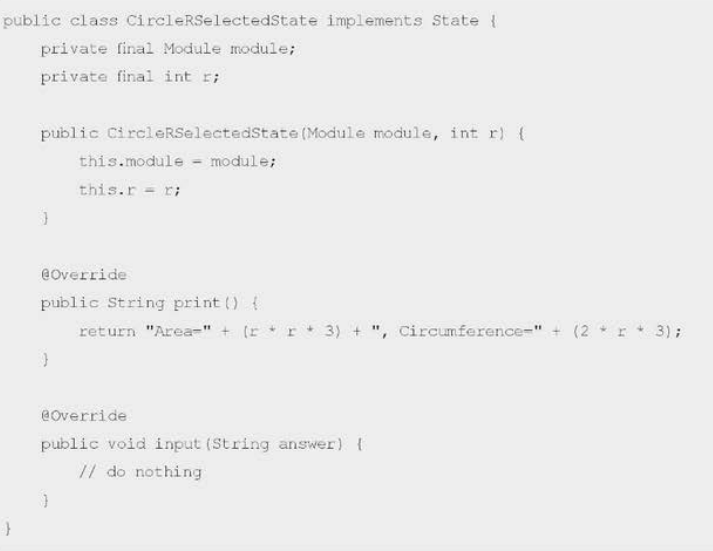 public class CircleRSelectedState implements State {
    private final Module module;
    private final int r;

    public CircleRSelectedState(Module module, int r) {
        this.module = module;
        this.r = r;
    }

    @Override
    public String print() {
        return "Area=" + (r * r * 3) + ", Circumference=" + (2 * r * 3);
    }

    @Override
    public void input(String answer) {
        // do nothing
    }
}